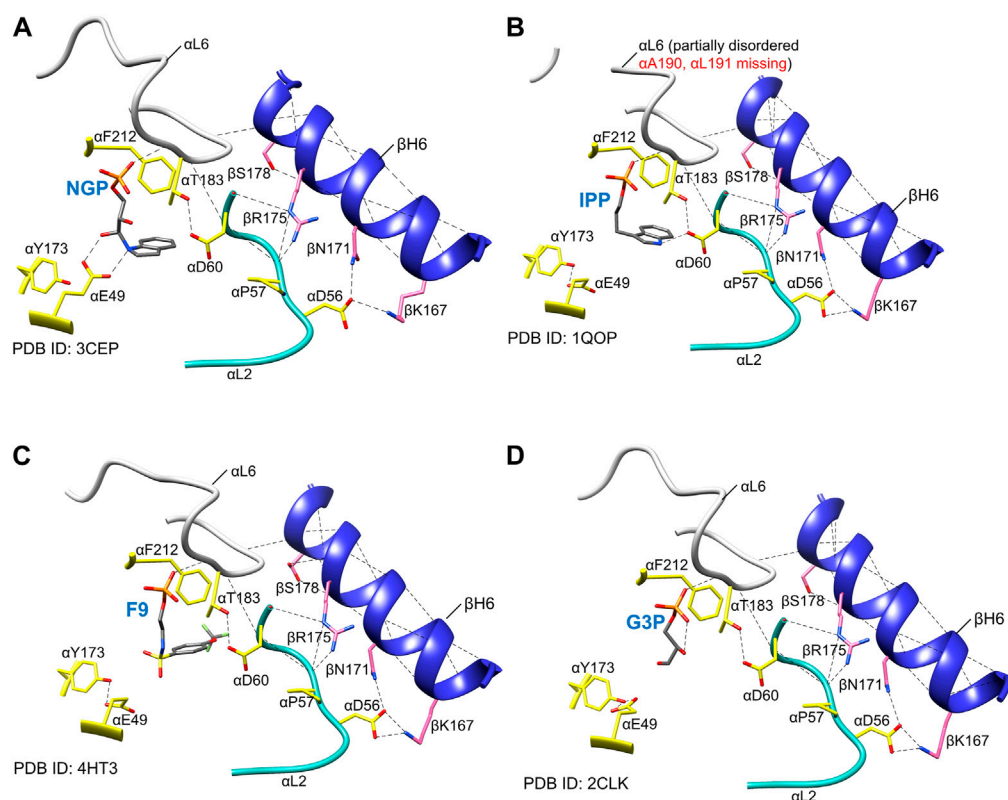 A
αL6
αF212
NGP
αT183
βS178
βH6
βR175
αY173
αD60
βN171
αE49
αP57
αD56
βK167
PDB ID: 3CEP
αL2
B
αL6 (partially disordered
αA190, αL191 missing)
αF212
αT183
βS178
IPP
βH6
βR175
αY173
αD60
βN171
αE49
αP57
αD56
βK167
PDB ID: 1QOP
αL2
C
αL6
αF212
F9
αT183
βS178
βH6
βR175
αY173
αD60
βN171
αE49
αP57
αD56
βK167
PDB ID: 4HT3
αL2
D
αL6
αF212
αT183
βS178
βH6
G3P
βR175
αY173
αD60
βN171
αE49
αP57
αD56
βK167
PDB ID: 2CLK
αL2